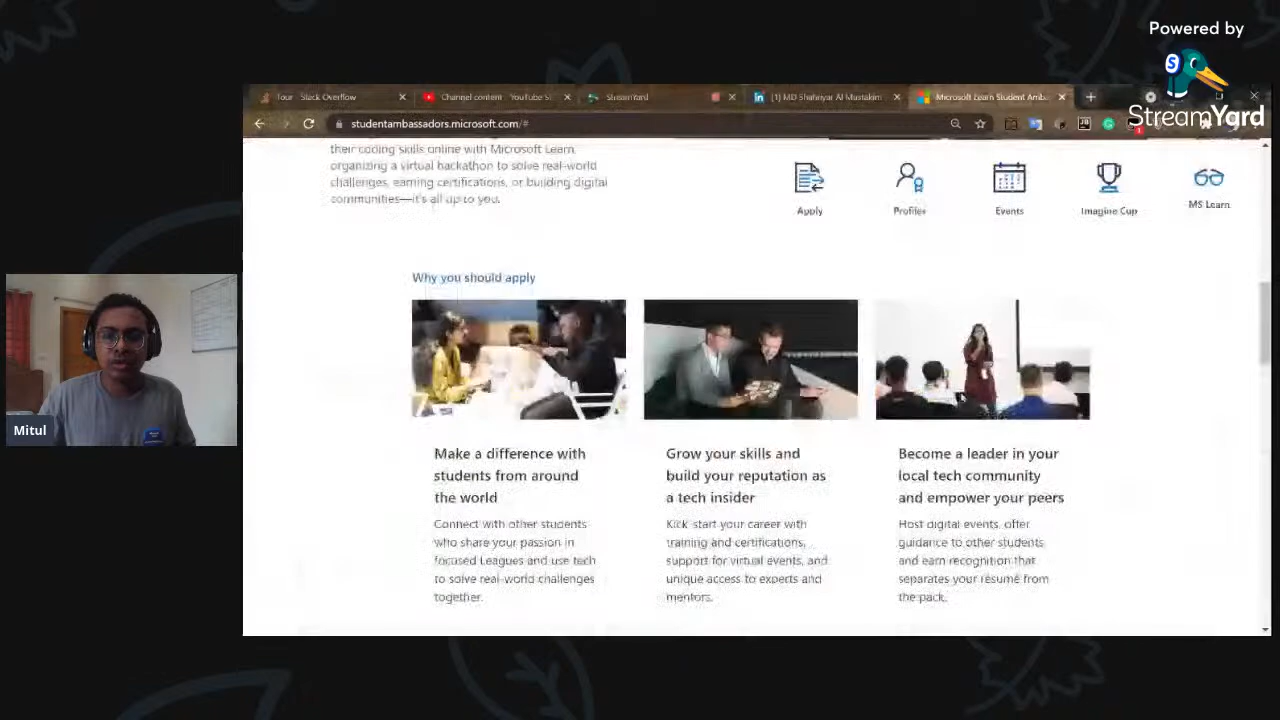 Powered by
StreamYard
Tour - Stack Overflow
Channel content - YouTube S
StreamYard
(1) MD Shahriyar Al Mustakim
Microsoft Learn Student Amb
studentambassadors.microsoft.com/#
their coding skills online with Microsoft Learn,
organizing a virtual hackathon to solve real-world
challenges, earning certifications, or building digital
communities—it's all up to you.
Apply
Profiles
Events
Imagine Cup
MS Learn
Why you should apply
Make a difference with
students from around
the world
Connect with other students
who share your passion in
focused Leagues and use tech
to solve real-world challenges
together.
Grow your skills and
build your reputation as
a tech insider
Kick-start your career with
training and certifications,
support for virtual events, and
unique access to experts and
mentors.
Become a leader in your
local tech community
and empower your peers
Host digital events, offer
guidance to other students
and earn recognition that
separates your résumé from
the pack.
Mitul